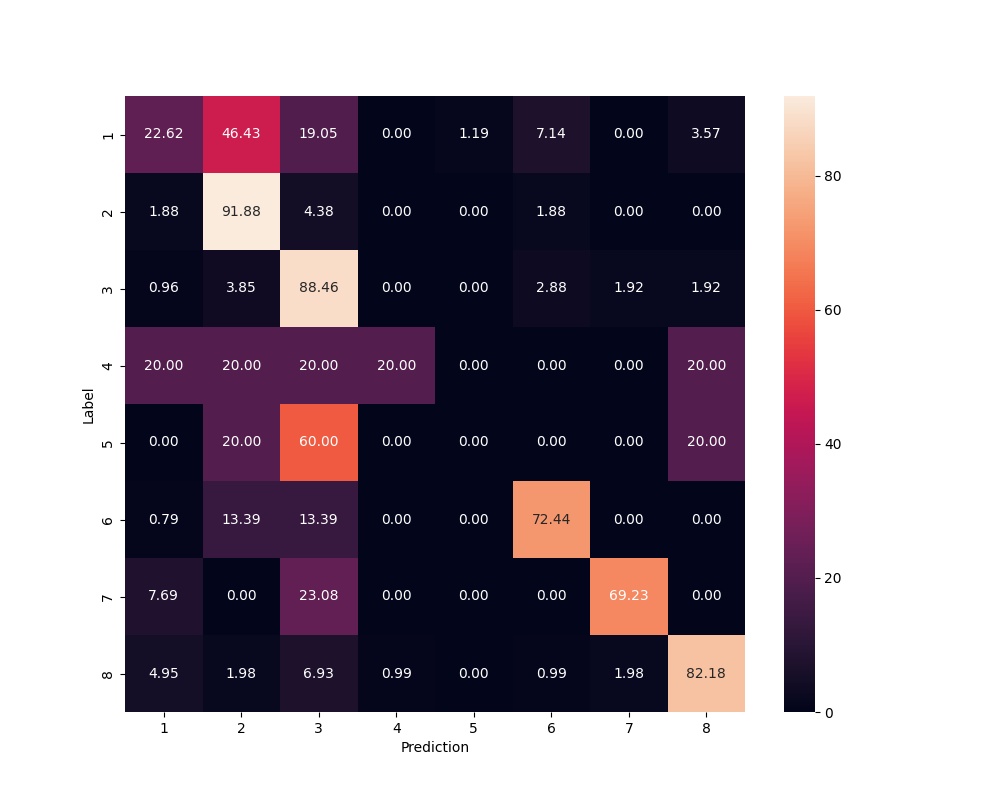 1 22.62 46.43 19.05 0.00 1.19 7.14 0.00 3.57
2 1.88 91.88 4.38 0.00 0.00 1.88 0.00 0.00
3 0.96 3.85 88.46 0.00 0.00 2.88 1.92 1.92
4 20.00 20.00 20.00 20.00 0.00 0.00 0.00 20.00
5 0.00 20.00 60.00 0.00 0.00 0.00 0.00 20.00
6 0.79 13.39 13.39 0.00 0.00 72.44 0.00 0.00
7 7.69 0.00 23.08 0.00 0.00 0.00 69.23 0.00
8 4.95 1.98 6.93 0.99 0.00 0.99 1.98 82.18
1 2 3 4 5 6 7 8
Prediction
Label
80
60
40
20
0